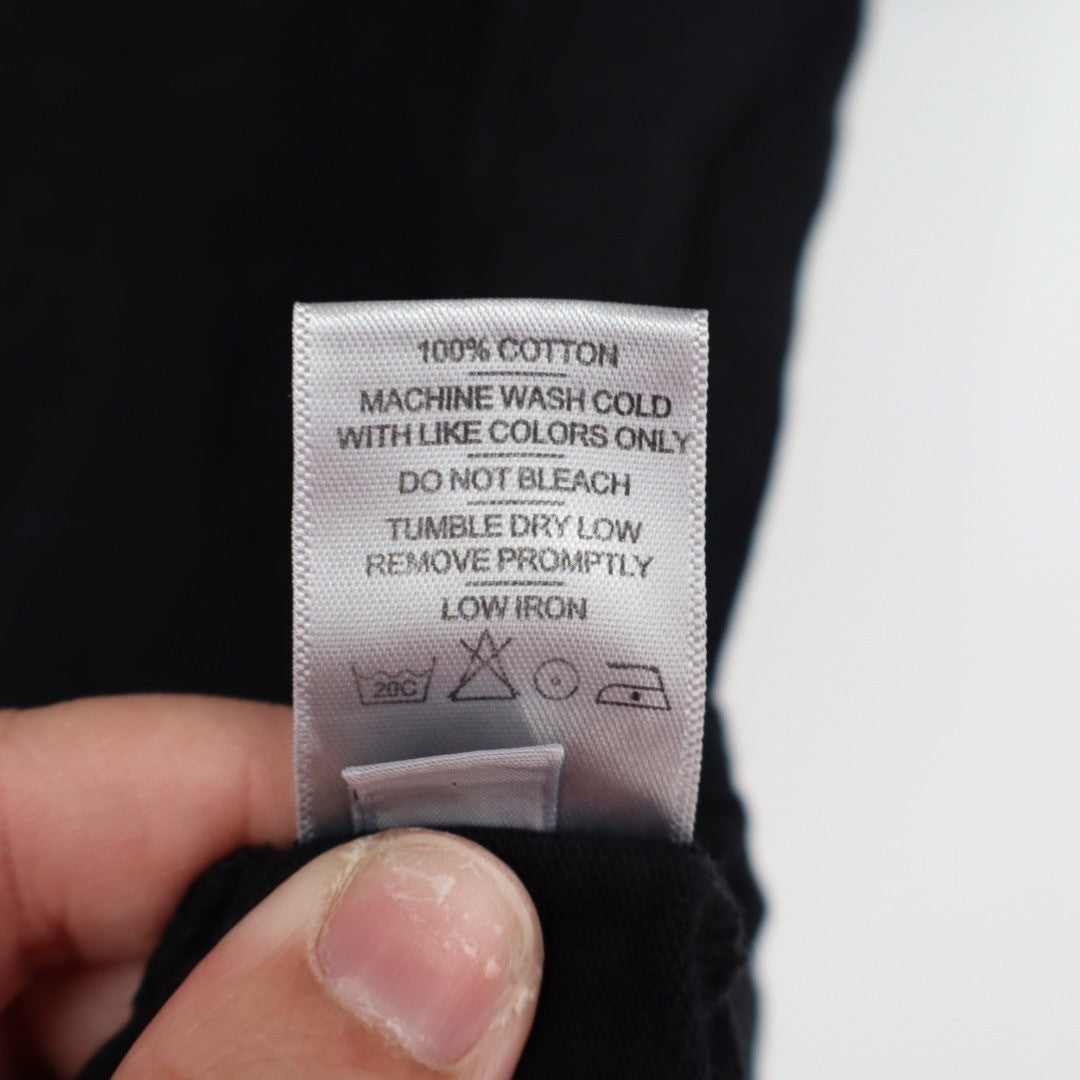 100% COTTON
MACHINE WASH COLD
WITH LIKE COLORS ONLY
DO NOT BLEACH
TUMBLE DRY LOW
REMOVE PROMPTLY
LOW IRON
20C